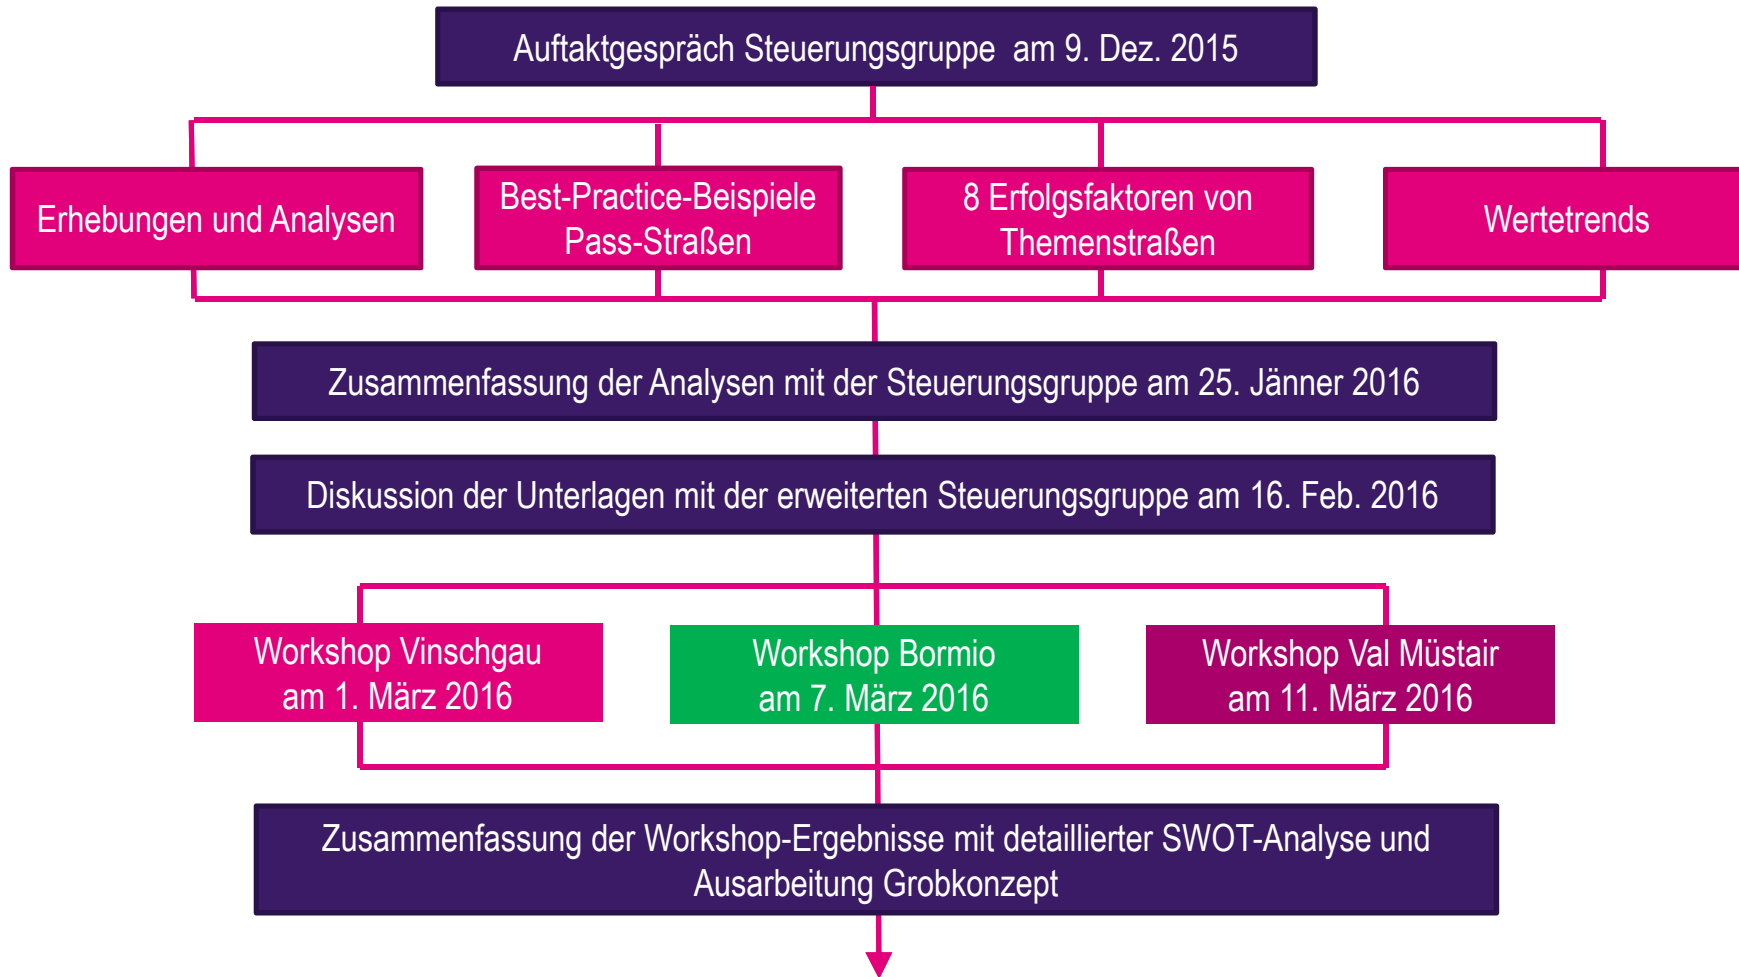 Auftaktgespräch Steuerungsgruppe  am 9. Dez. 2015
Erhebungen und Analysen
Best-Practice-Beispiele
Pass-Straßen
8 Erfolgsfaktoren von
Themenstraßen
Wertetrends
Zusammenfassung der Analysen mit der Steuerungsgruppe am 25. Jänner 2016
Diskussion der Unterlagen mit der erweiterten Steuerungsgruppe am 16. Feb. 2016
Workshop Vinschgau
am 1. März 2016
Workshop Bormio
am 7. März 2016
Workshop Val Müstair
am 11. März 2016
Zusammenfassung der Workshop-Ergebnisse mit detaillierter SWOT-Analyse und
Ausarbeitung Grobkonzept